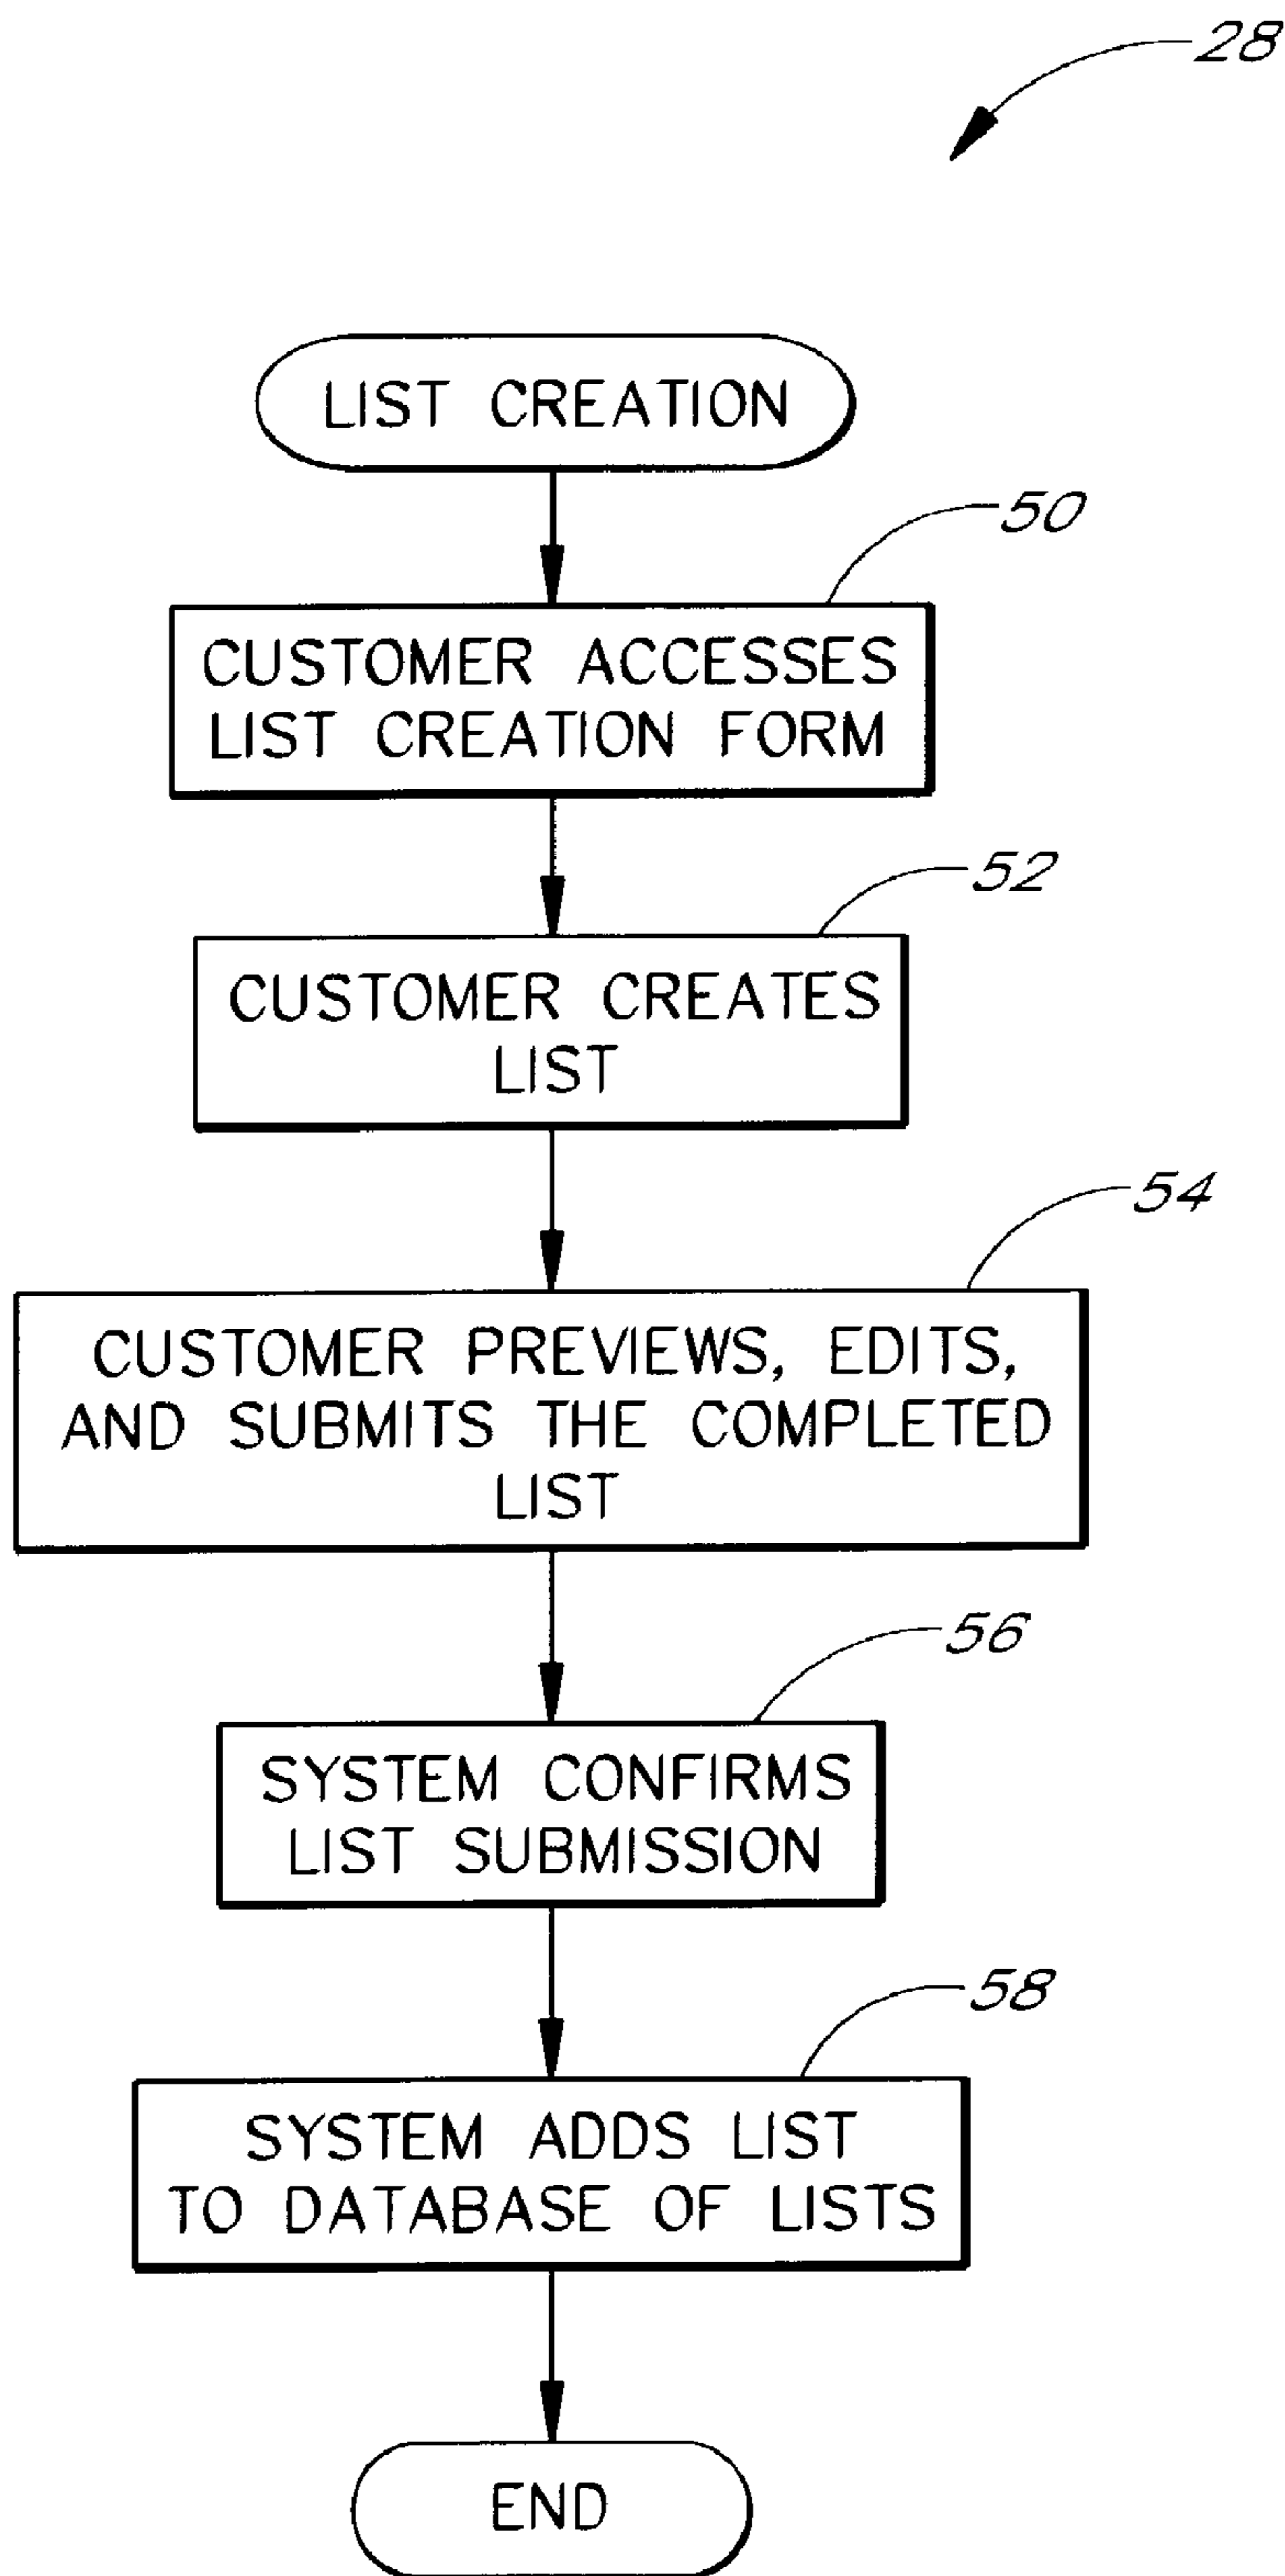 28
LIST CREATION
50
CUSTOMER ACCESSES
LIST CREATION FORM
52
CUSTOMER CREATES
LIST
54
CUSTOMER PREVIEWS, EDITS,
AND SUBMITS THE COMPLETED
LIST
56
SYSTEM CONFIRMS
LIST SUBMISSION
58
SYSTEM ADDS LIST
TO DATABASE OF LISTS
END